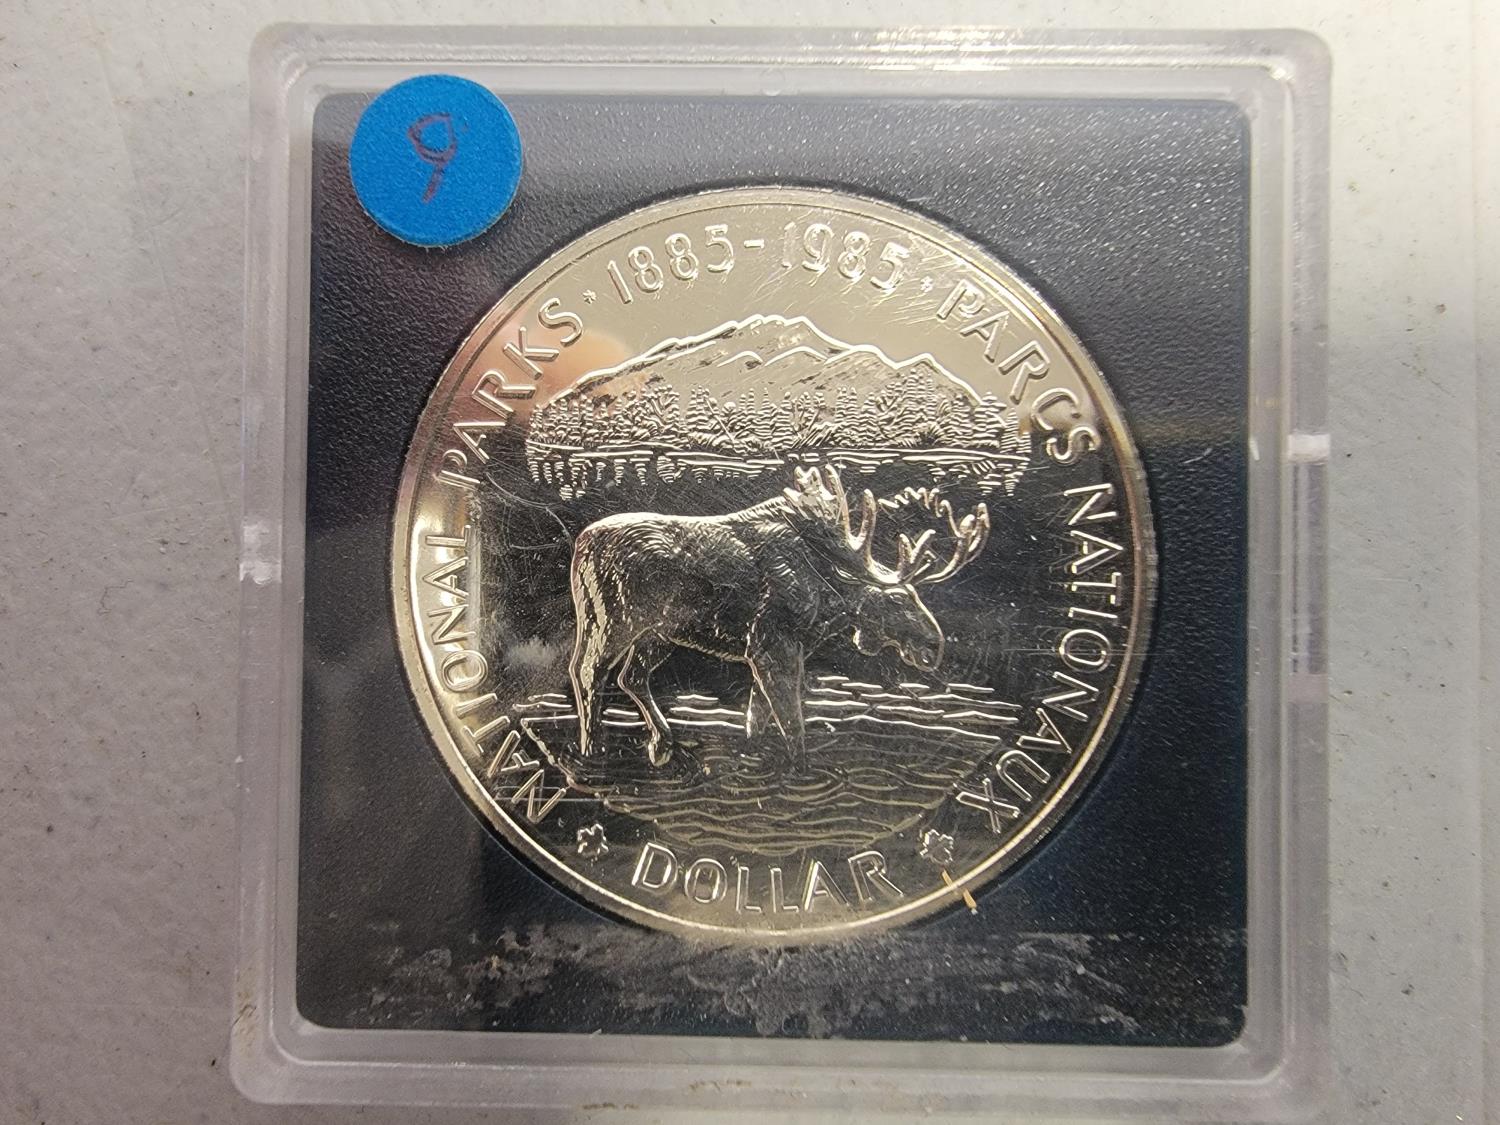 9
NATIONAL PARKS * 1885-1985 * PARCS NATIONAUX
DOLLAR